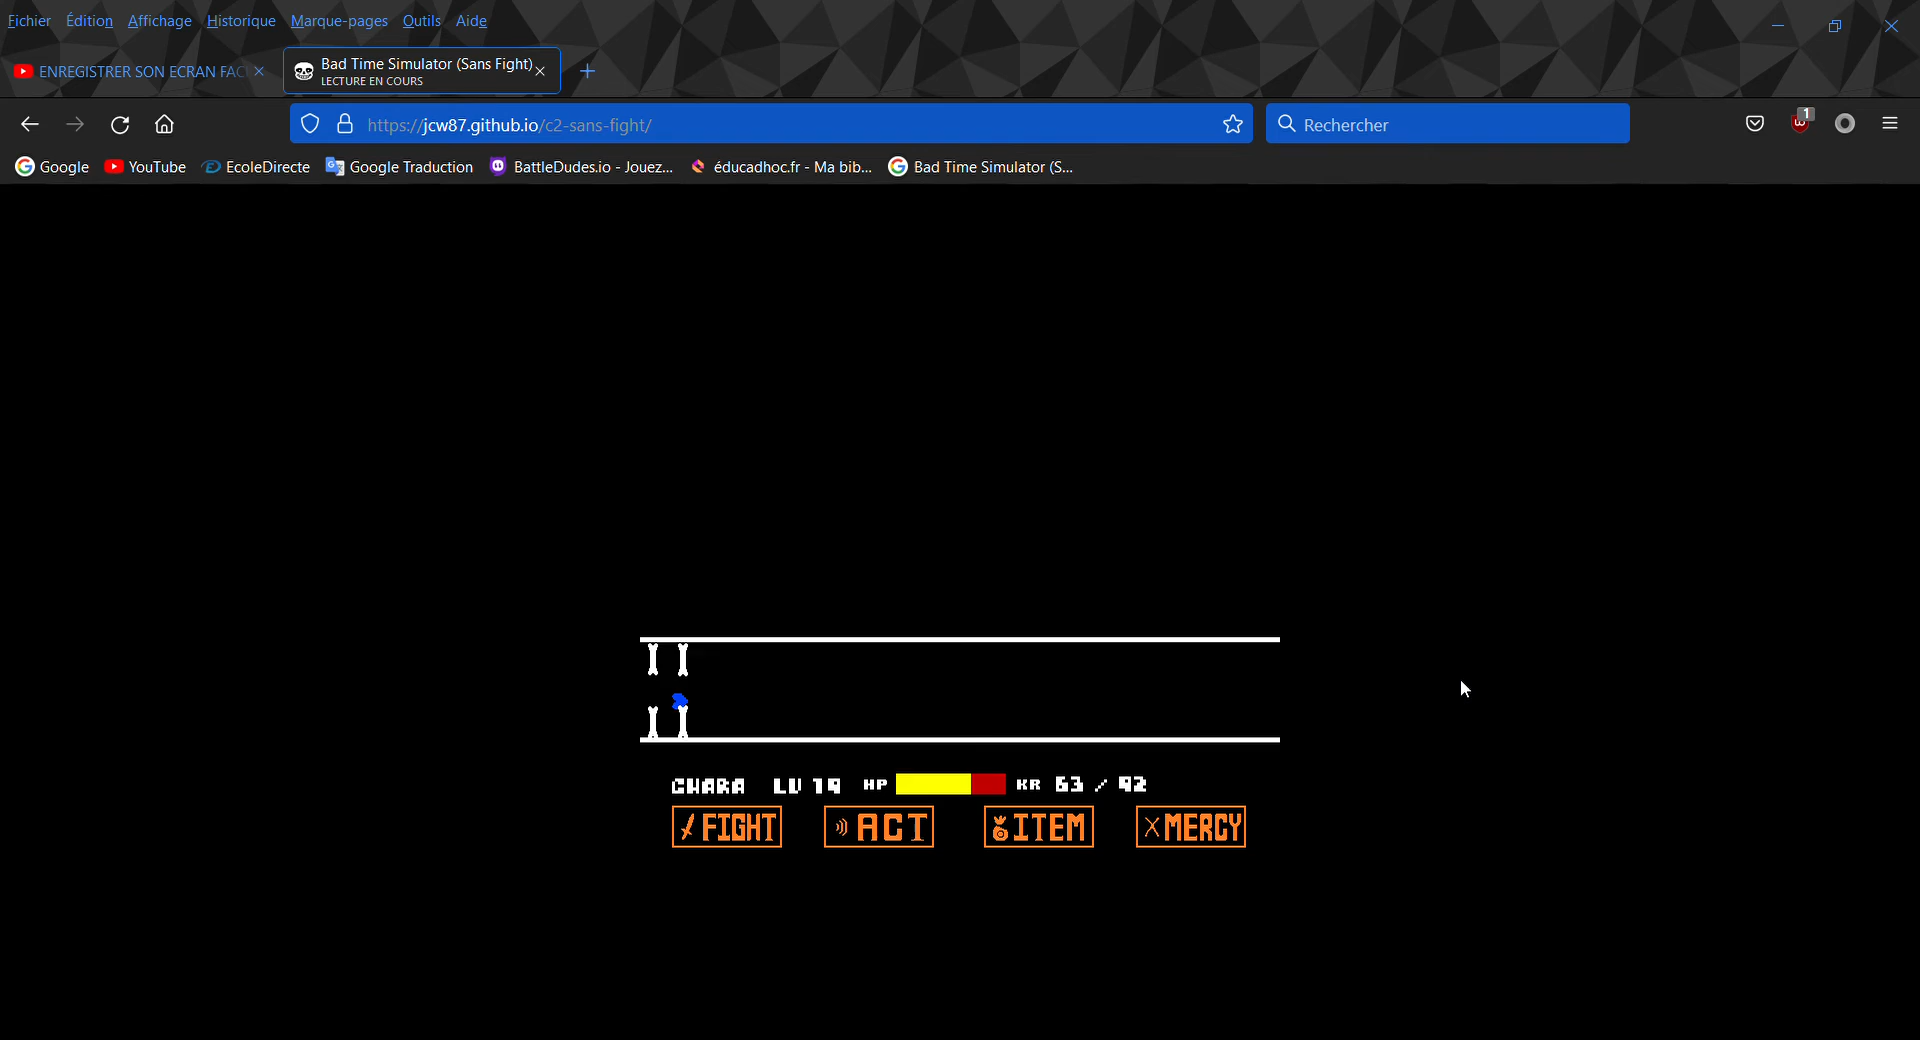 Fichier Édition Affichage Historique Marque-pages Outils Aide
ENREGISTRER SON ECRAN FAC
Bad Time Simulator (Sans Fight)
LECTURE EN COURS
https://jcw87.github.io/c2-sans-fight/
Rechercher
1
Google YouTube EcoleDirecte Google Traduction BattleDudes.io - Jouez... éducadhoc.fr - Ma bib... Bad Time Simulator (S...
CHARA LV 19 HP KR 63 / 92
FIGHT ACT ITEM MERCY